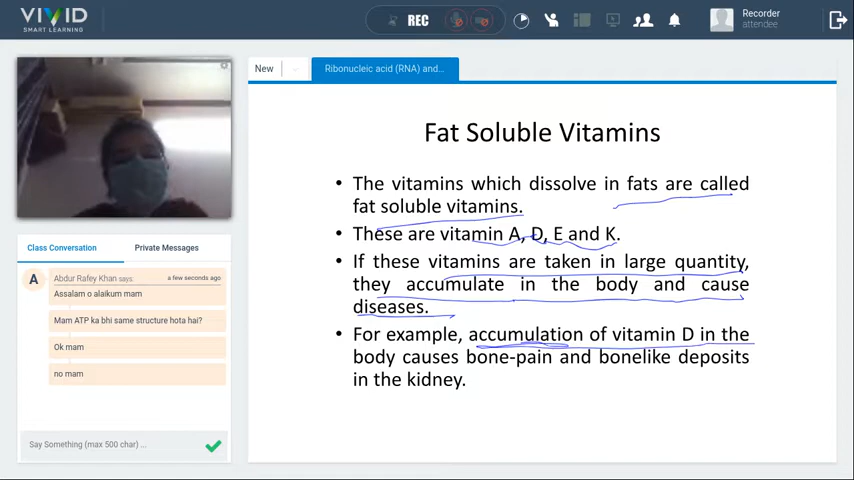 VIVID
SMART LEARNING
REC
Recorder
attendee
New
Ribonucleic acid (RNA) and...
Class Conversation
Private Messages
A
Abdur Rafey Khan says:
a few seconds ago
Assalam o alaikum mam
Mam ATP ka bhi same structure hota hai?
Ok mam
no mam
Say Something (max 500 char) ...
Fat Soluble Vitamins
• The vitamins which dissolve in fats are called
fat soluble vitamins.
• These are vitamin A, D, E and K.
• If these vitamins are taken in large quantity,
they accumulate in the body and cause
diseases.
• For example, accumulation of vitamin D in the
body causes bone-pain and bonelike deposits
in the kidney.